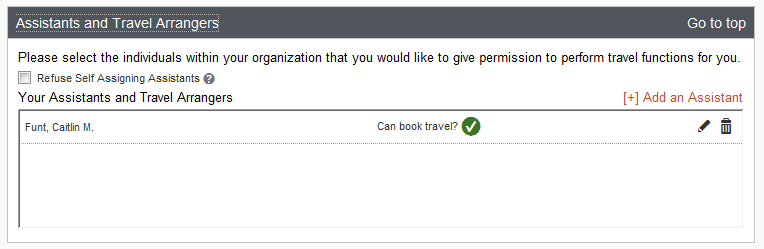 Assistants and Travel Arrangers Go to top
Please select the individuals within your organization that you would like to give permission to perform travel functions for you.
Refuse Self Assigning Assistants ?
Your Assistants and Travel Arrangers [+] Add an Assistant
Funt, Caitlin M. Can book travel?